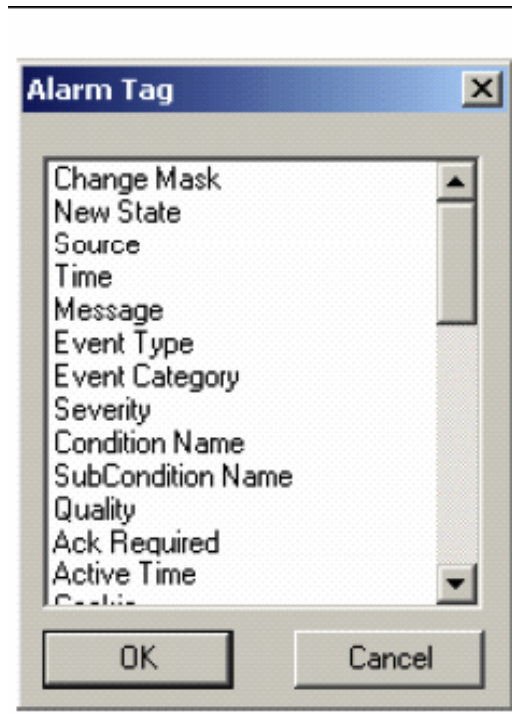 Alarm Tag
Change Mask
New State
Source
Time
Message
Event Type
Event Category
Severity
Condition Name
SubCondition Name
Quality
Ack Required
Active Time
OK
Cancel